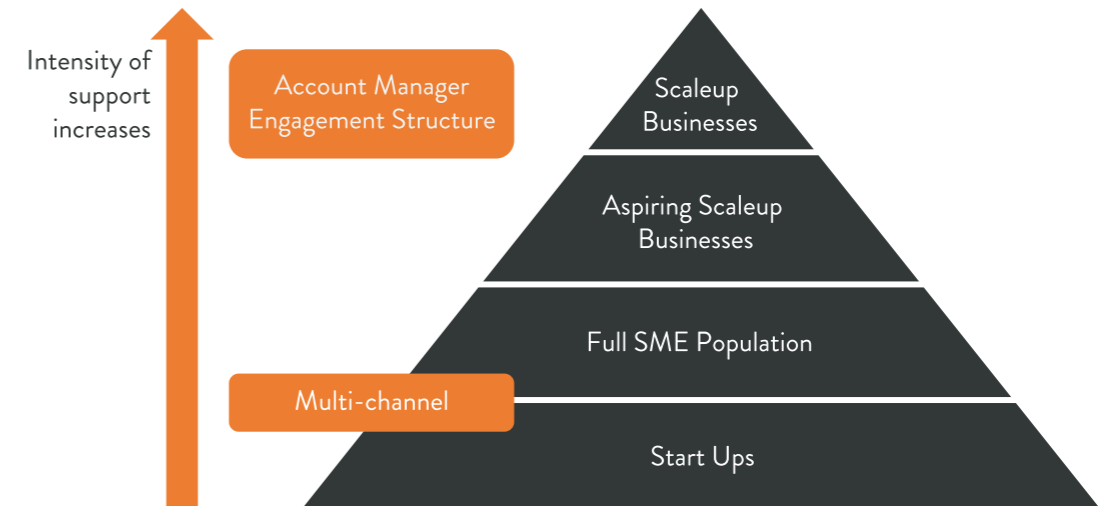 Intensity of
support
increases
Account Manager
Engagement Structure
Scaleup
Businesses
Aspiring Scaleup
Businesses
Full SME Population
Multi-channel
Start Ups